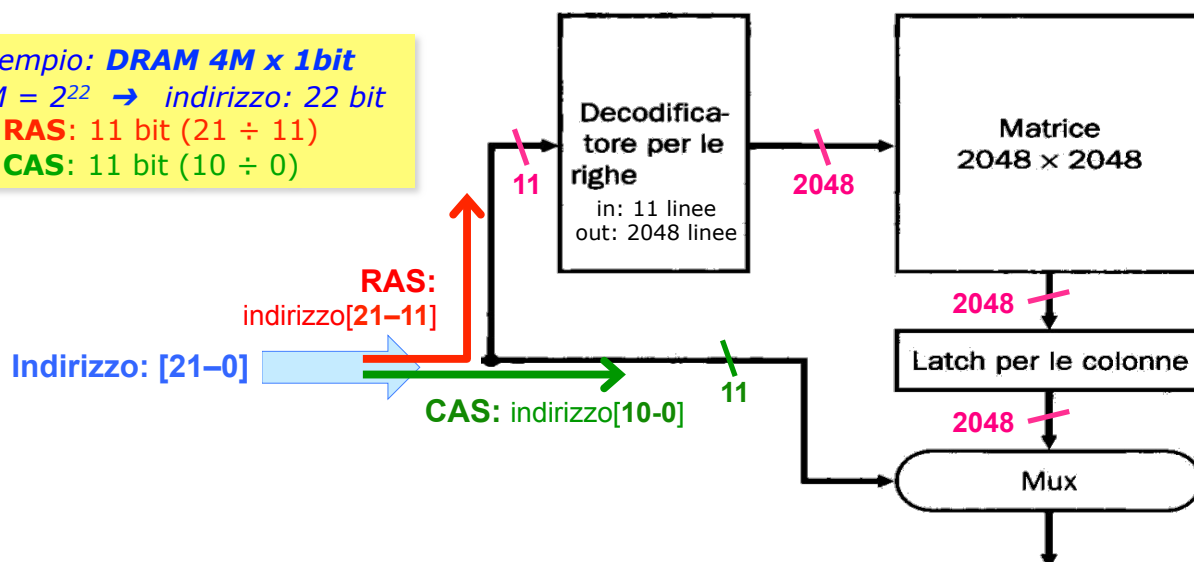 empio: DRAM 4M x 1bit
M = 2²² → indirizzo: 22 bit
RAS: 11 bit (21 ÷ 11)
CAS: 11 bit (10 ÷ 0)
Decodifica-
tore per le
righe
in: 11 linee
out: 2048 linee
11
2048
Matrice
2048 × 2048
RAS:
indirizzo[21–11]
2048
Indirizzo: [21–0]
Latch per le colonne
11
CAS: indirizzo[10-0]
2048
Mux